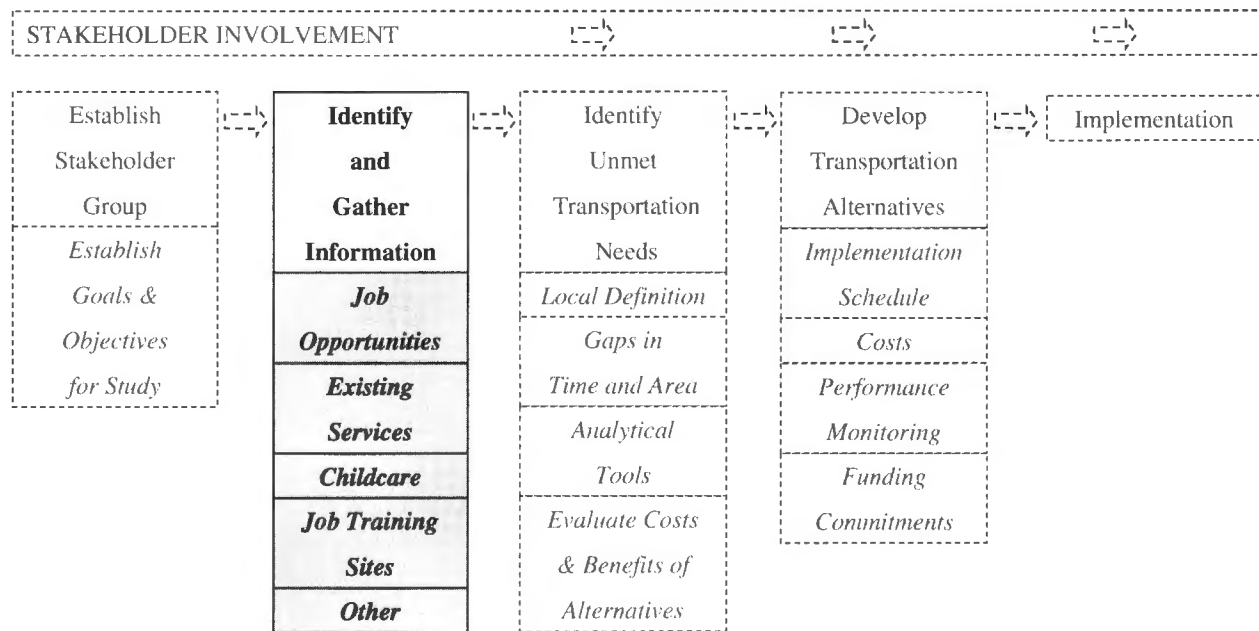 STAKEHOLDER INVOLVEMENT
Establish
Stakeholder
Group
Establish
Goals &
Objectives
for Study
Identify
and
Gather
Information
Job
Opportunities
Existing
Services
Childcare
Job Training
Sites
Other
Identify
Unmet
Transportation
Needs
Local Definition
Gaps in
Time and Area
Analytical
Tools
Evaluate Costs
& Benefits of
Alternatives
Develop
Transportation
Alternatives
Implementation
Schedule
Costs
Performance
Monitoring
Funding
Commitments
Implementation